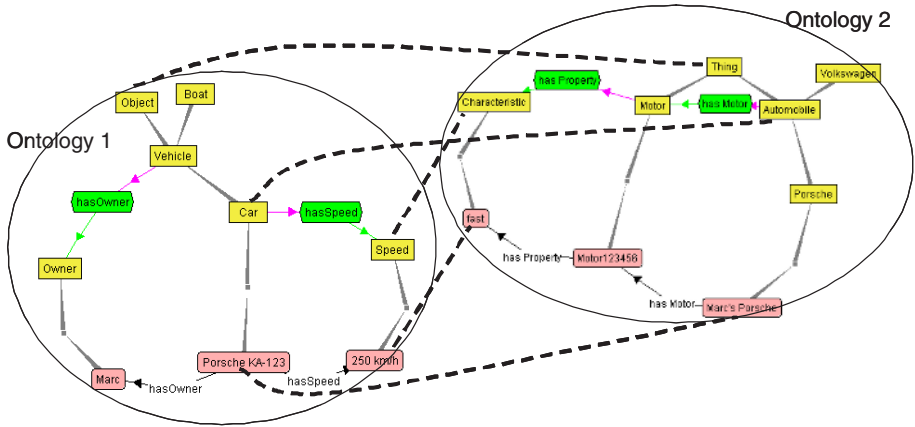 Ontology 2
Thing
has Property
Volkswagen
Characteristic
Motor
has Motor
Automobile
Object
Boat
Ontology 1
Vehicle
hasOwner
Car
hasSpeed
Porsche
fast
Owner
Speed
has Property
Motor123456
has Motor
Marc's Porsche
Porsche KA-123
250 km/h
Marc
hasOwner
hasSpeed